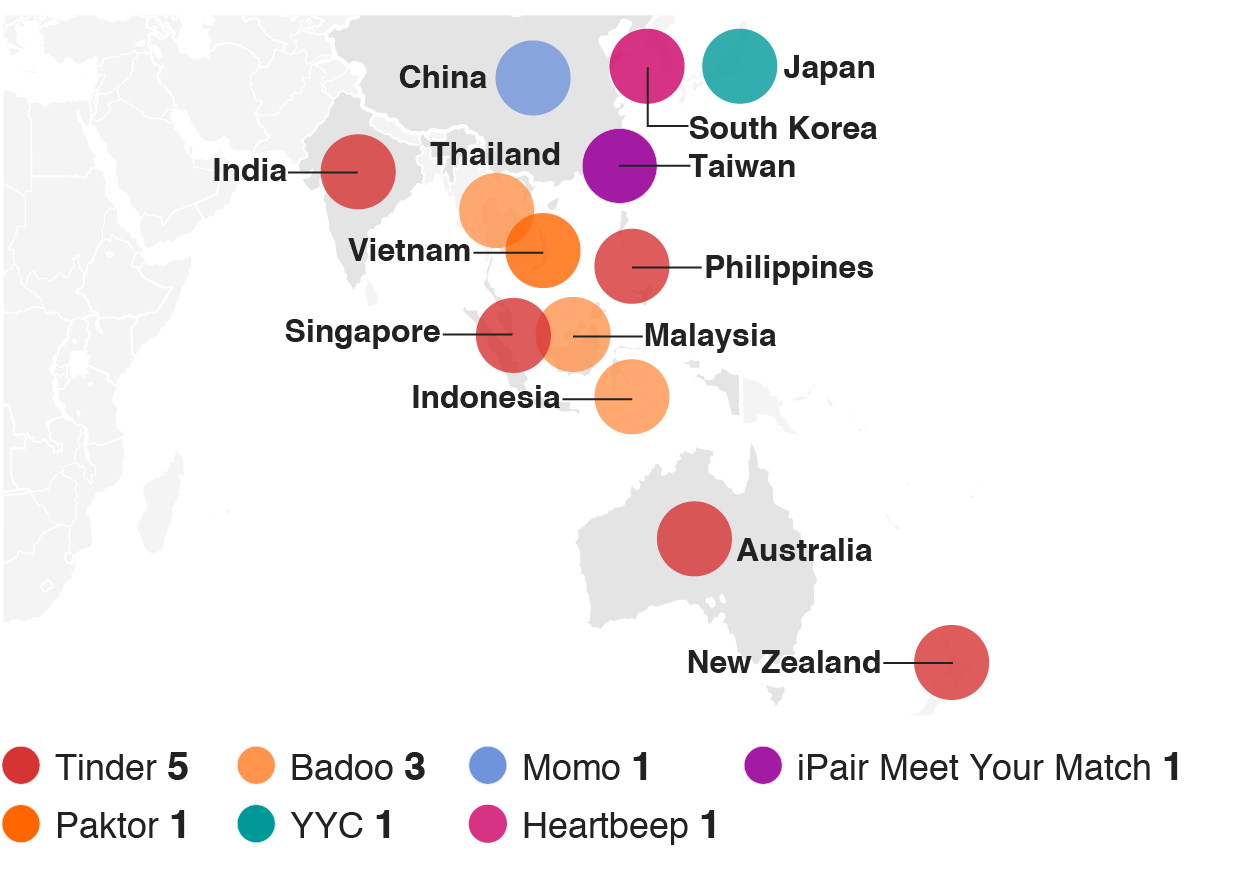 China
Japan
South Korea
Thailand
Taiwan
India
Vietnam
Philippines
Singapore
Malaysia
Indonesia
Australia
New Zealand
Tinder 5
Badoo 3
Momo 1
iPair Meet Your Match 1
Paktor 1
YYC 1
Heartbeep 1